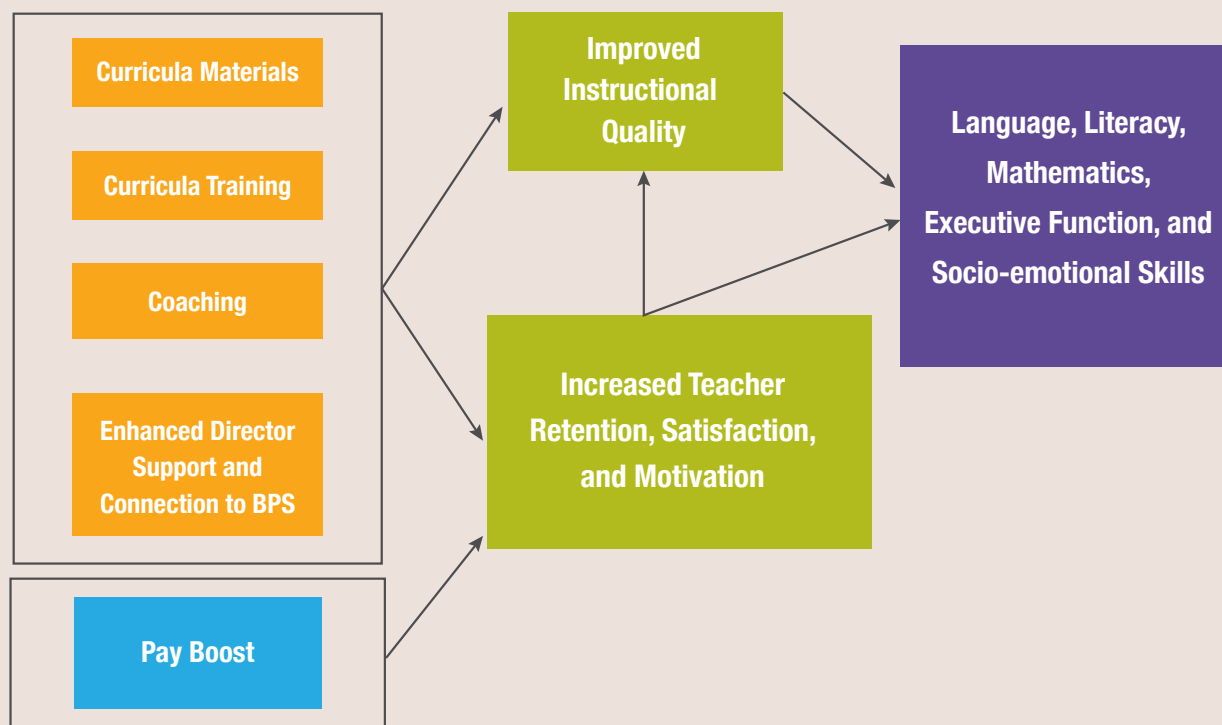 Curricula Materials
Curricula Training
Coaching
Enhanced Director
Support and
Connection to BPS
Pay Boost
Improved
Instructional
Quality
Increased Teacher
Retention, Satisfaction,
and Motivation
Language, Literacy,
Mathematics,
Executive Function, and
Socio-emotional Skills